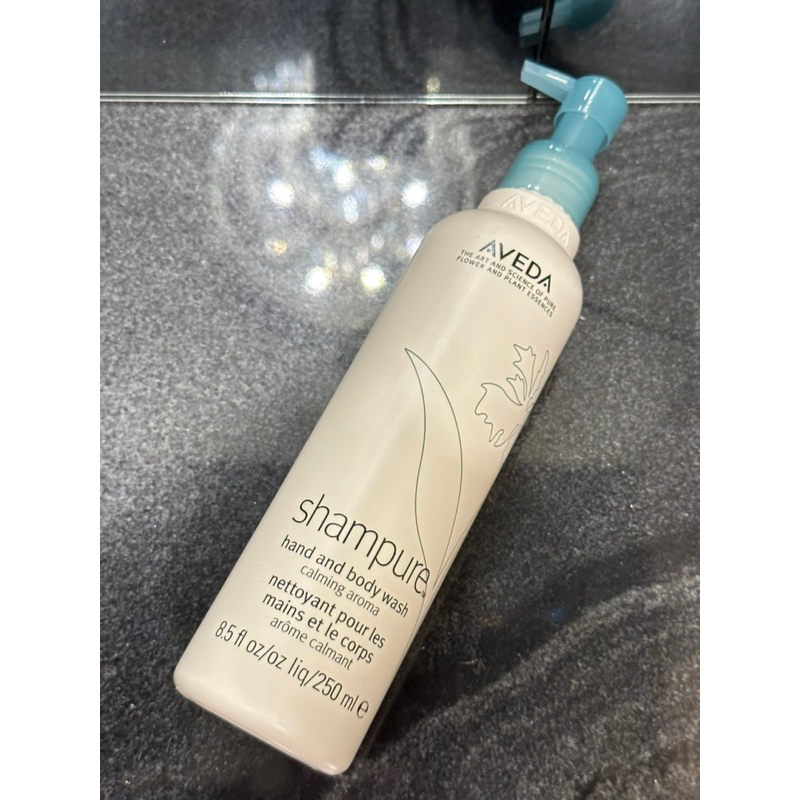 AVEDA
AVEDA
THE ART AND SCIENCE OF PURE
FLOWER AND PLANT ESSENCES
shampure
hand and body wash
calming aroma
nettoyant pour les
mains et le corps
arôme calmant
8.5 fl oz/oz liq/250 ml ℮